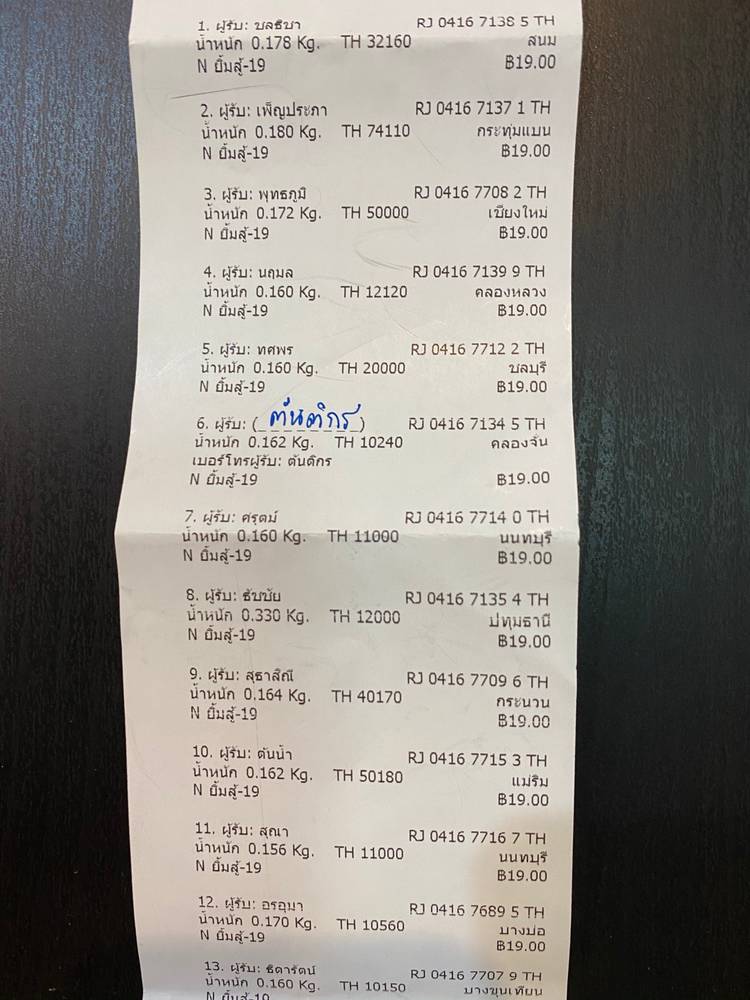 1. ผู้รับ: ชลธิชา RJ 0416 7138 5 TH
น้ำหนัก 0.178 Kg. TH 32160 สนม
N ยิ้มสู้-19 ฿19.00
2. ผู้รับ: เพ็ญประภา RJ 0416 7137 1 TH
น้ำหนัก 0.180 Kg. TH 74110 กระทุ่มแบน
N ยิ้มสู้-19 ฿19.00
3. ผู้รับ: พุทธภูมิ RJ 0416 7708 2 TH
น้ำหนัก 0.172 Kg. TH 50000 เชียงใหม่
N ยิ้มสู้-19 ฿19.00
4. ผู้รับ: นฤมล RJ 0416 7139 9 TH
น้ำหนัก 0.160 Kg. TH 12120 คลองหลวง
N ยิ้มสู้-19 ฿19.00
5. ผู้รับ: ทศพร RJ 0416 7712 2 TH
น้ำหนัก 0.160 Kg. TH 20000 ชลบุรี
N ยิ้มสู้-19 ฿19.00
6. ผู้รับ: (ตันติกร) RJ 0416 7134 5 TH
น้ำหนัก 0.162 Kg. TH 10240 คลองจั่น
เบอร์โทรผู้รับ: ตันติกร
N ยิ้มสู้-19 ฿19.00
7. ผู้รับ: ศรุตม์ RJ 0416 7714 0 TH
น้ำหนัก 0.160 Kg. TH 11000 นนทบุรี
N ยิ้มสู้-19 ฿19.00
8. ผู้รับ: ธัชชัย RJ 0416 7135 4 TH
น้ำหนัก 0.330 Kg. TH 12000 ปทุมธานี
N ยิ้มสู้-19 ฿19.00
9. ผู้รับ: สุธาสิณี RJ 0416 7709 6 TH
น้ำหนัก 0.164 Kg. TH 40170 กระนวน
N ยิ้มสู้-19 ฿19.00
10. ผู้รับ: ต้นน้ำ RJ 0416 7715 3 TH
น้ำหนัก 0.162 Kg. TH 50180 แม่ริม
N ยิ้มสู้-19 ฿19.00
11. ผู้รับ: สุณา RJ 0416 7716 7 TH
น้ำหนัก 0.156 Kg. TH 11000 นนทบุรี
N ยิ้มสู้-19 ฿19.00
12. ผู้รับ: อรอุมา RJ 0416 7689 5 TH
น้ำหนัก 0.170 Kg. TH 10560 บางบ่อ
N ยิ้มสู้-19 ฿19.00
13. ผู้รับ: ธิดารัตน์ RJ 0416 7707 9 TH
น้ำหนัก 0.160 Kg. TH 10150 บางขุนเทียน
N ยิ้มสู้-19